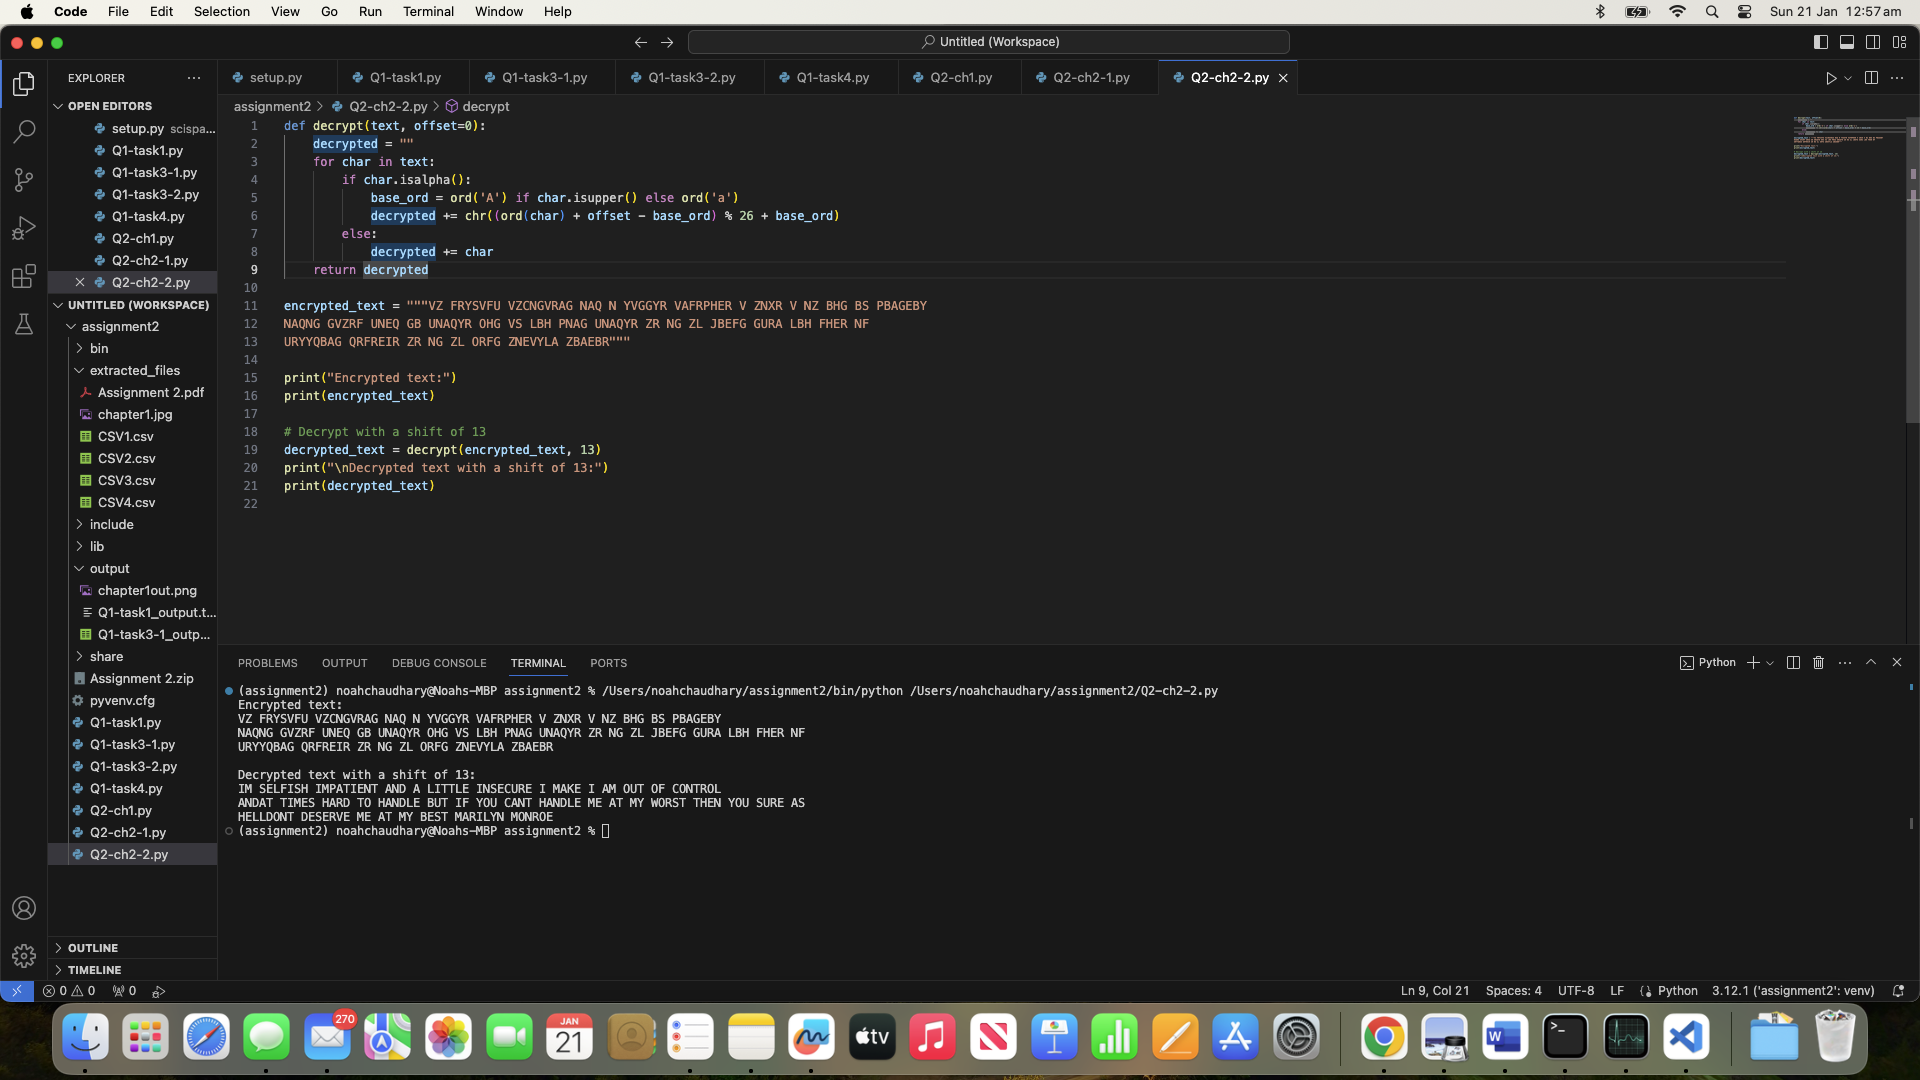 Code File Edit Selection View Go Run Terminal Window Help Sun 21 Jan 12:57am
Untitled (Workspace)
EXPLORER
setup.py Q1-task1.py Q1-task3-1.py Q1-task3-2.py Q1-task4.py Q2-ch1.py Q2-ch2-1.py Q2-ch2-2.py
OPEN EDITORS
setup.py scispa...
Q1-task1.py
Q1-task3-1.py
Q1-task3-2.py
Q1-task4.py
Q2-ch1.py
Q2-ch2-1.py
Q2-ch2-2.py
UNTITLED (WORKSPACE)
assignment2
bin
extracted_files
Assignment 2.pdf
chapter1.jpg
CSV1.csv
CSV2.csv
CSV3.csv
CSV4.csv
include
lib
output
chapter1out.png
Q1-task1_output.t...
Q1-task3-1_outp...
share
Assignment 2.zip
pyvenv.cfg
Q1-task1.py
Q1-task3-1.py
Q1-task3-2.py
Q1-task4.py
Q2-ch1.py
Q2-ch2-1.py
Q2-ch2-2.py
OUTLINE
TIMELINE
assignment2 > Q2-ch2-2.py > decrypt
1 def decrypt(text, offset=0):
2 decrypted = ""
3 for char in text:
4 if char.isalpha():
5 base_ord = ord('A') if char.isupper() else ord('a')
6 decrypted += chr((ord(char) + offset - base_ord) % 26 + base_ord)
7 else:
8 decrypted += char
9 return decrypted
10
11 encrypted_text = """VZ FRYSVFU VZCNGVRAG NAQ N YVGGYR VAFRPHER V ZNXR V NZ BHG BS PBAGEBY
12 NAQNG GVZRF UNEQ GB UNAQYR OHG VS LBH PNAG UNAQYR ZR NG ZL JBEFG GURA LBH FHER NF
13 URYYQBAG QRFREIR ZR NG ZL ORFG ZNEVYLA ZBAEBR"""
14
15 print("Encrypted text:")
16 print(encrypted_text)
17
18 # Decrypt with a shift of 13
19 decrypted_text = decrypt(encrypted_text, 13)
20 print("\nDecrypted text with a shift of 13:")
21 print(decrypted_text)
22
PROBLEMS OUTPUT DEBUG CONSOLE TERMINAL PORTS Python
(assignment2) noahchaudhary@Noahs-MBP assignment2 % /Users/noahchaudhary/assignment2/bin/python /Users/noahchaudhary/assignment2/Q2-ch2-2.py
Encrypted text:
VZ FRYSVFU VZCNGVRAG NAQ N YVGGYR VAFRPHER V ZNXR V NZ BHG BS PBAGEBY
NAQNG GVZRF UNEQ GB UNAQYR OHG VS LBH PNAG UNAQYR ZR NG ZL JBEFG GURA LBH FHER NF
URYYQBAG QRFREIR ZR NG ZL ORFG ZNEVYLA ZBAEBR
Decrypted text with a shift of 13:
IM SELFISH IMPATIENT AND A LITTLE INSECURE I MAKE I AM OUT OF CONTROL
ANDAT TIMES HARD TO HANDLE BUT IF YOU CANT HANDLE ME AT MY WORST THEN YOU SURE AS
HELLDONT DESERVE ME AT MY BEST MARILYN MONROE
(assignment2) noahchaudhary@Noahs-MBP assignment2 %
0 0 0 Ln 9, Col 21 Spaces: 4 UTF-8 LF Python 3.12.1 ('assignment2': venv)
270
JAN
21
tv